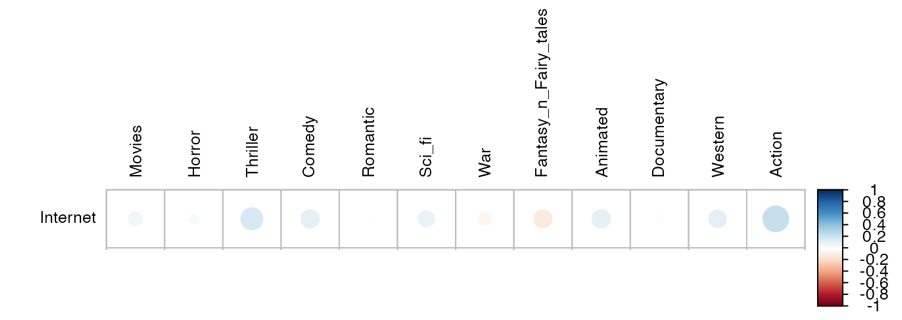 Movies
Horror
Thriller
Comedy
Romantic
Sci_fi
War
Fantasy_n_Fairy_tales
Animated
Documentary
Western
Action
Internet
1
0.8
0.6
0.4
0.2
0
-0.2
-0.4
-0.6
-0.8
-1